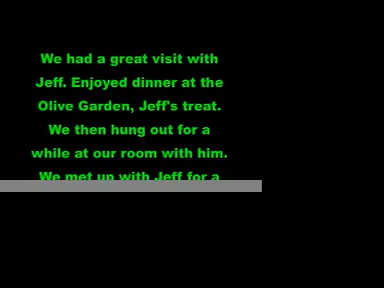 We had a great visit with
Jeff. Enjoyed dinner at the
Olive Garden, Jeff's treat.
We then hung out for a
while at our room with him.
We met up with Jeff for a